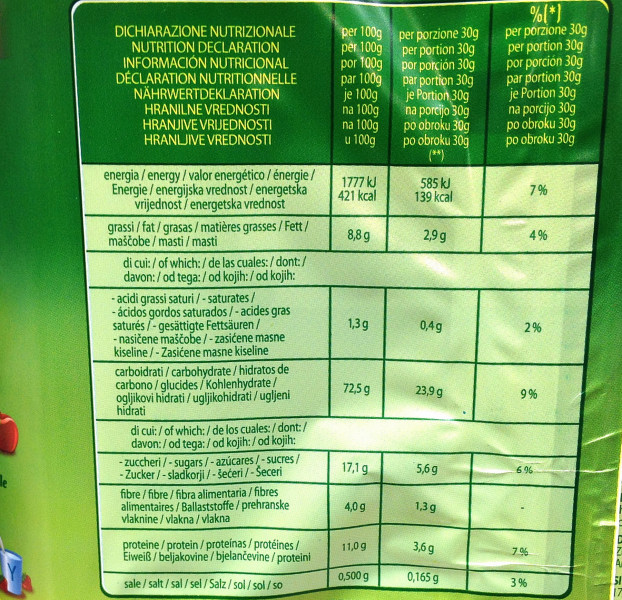 %(*)
DICHIARAZIONE NUTRIZIONALE per 100g per porzione 30g per porzione 30g
NUTRITION DECLARATION per 100g per portion 30g per portion 30g
INFORMACIÓN NUTRICIONAL por 100g por porción 30g por porción 30g
DÉCLARATION NUTRITIONNELLE par 100g par portion 30g par portion 30g
NÄHRWERTDEKLARATION je 100g je Portion 30g je Portion 30g
HRANILNE VREDNOSTI na 100g na porcijo 30g na porcijo 30g
HRANJIVE VRIJEDNOSTI na 100g po obroku 30g po obroku 30g
HRANLJIVE VREDNOSTI u 100g po obroku 30g po obroku 30g
(**)
energia / energy / valor energético / énergie /
Energie / energijska vrednost / energetska 1777 kJ 585 kJ 7 %
vrijednost / energetska vrednost 421 kcal 139 kcal
grassi / fat / grasas / matières grasses / Fett / 8,8 g 2,9 g 4 %
maščobe / masti / masti
di cui: / of which: / de las cuales: / dont: /
davon: / od tega: / od kojih: / od kojih:
- acidi grassi saturi / - saturates /
- ácidos gordos saturados / - acides gras
saturés / - gesättigte Fettsäuren / 1,3 g 0,4 g 2 %
- nasičene maščobe / - zasićene masne
kiseline / - Zasićene masne kiseline
carboidrati / carbohydrate / hidratos de
carbono / glucides / Kohlenhydrate / 72,5 g 23,9 g 9 %
ogljikovi hidrati / ugljikohidrati / ugljeni
hidrati
di cui: / of which: / de los cuales: / dont: /
davon: / od tega: / od kojih: / od kojih:
- zuccheri / - sugars / - azúcares / - sucres / 17,1 g 5,6 g 6 %
- Zucker / - sladkorji / - šećeri / - Šeceri
fibre / fibre / fibra alimentaria / fibres
alimentaires / Ballaststoffe / prehranske 4,0 g 1,3 g -
vlaknine / vlakna / vlakna
proteine / protein / proteínas / protéines / 11,0 g 3,6 g 7 %
Eiweiß / beljakovine / bjelančevine / proteini
sale / salt / sal / sel / Salz / sol / sol / so 0,500 g 0,165 g 3 %